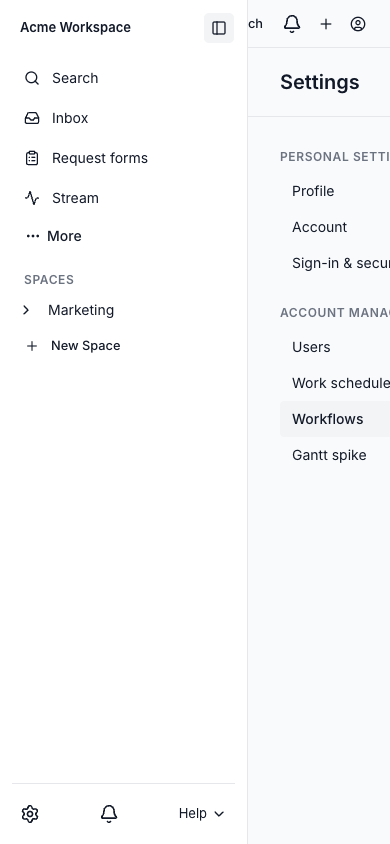 Acme Workspace
Search
Inbox
Request forms
Stream
More
SPACES
Marketing
New Space
Help
ch
Settings
PERSONAL SETTI
Profile
Account
Sign-in & secur
ACCOUNT MANAG
Users
Work schedule
Workflows
Gantt spike